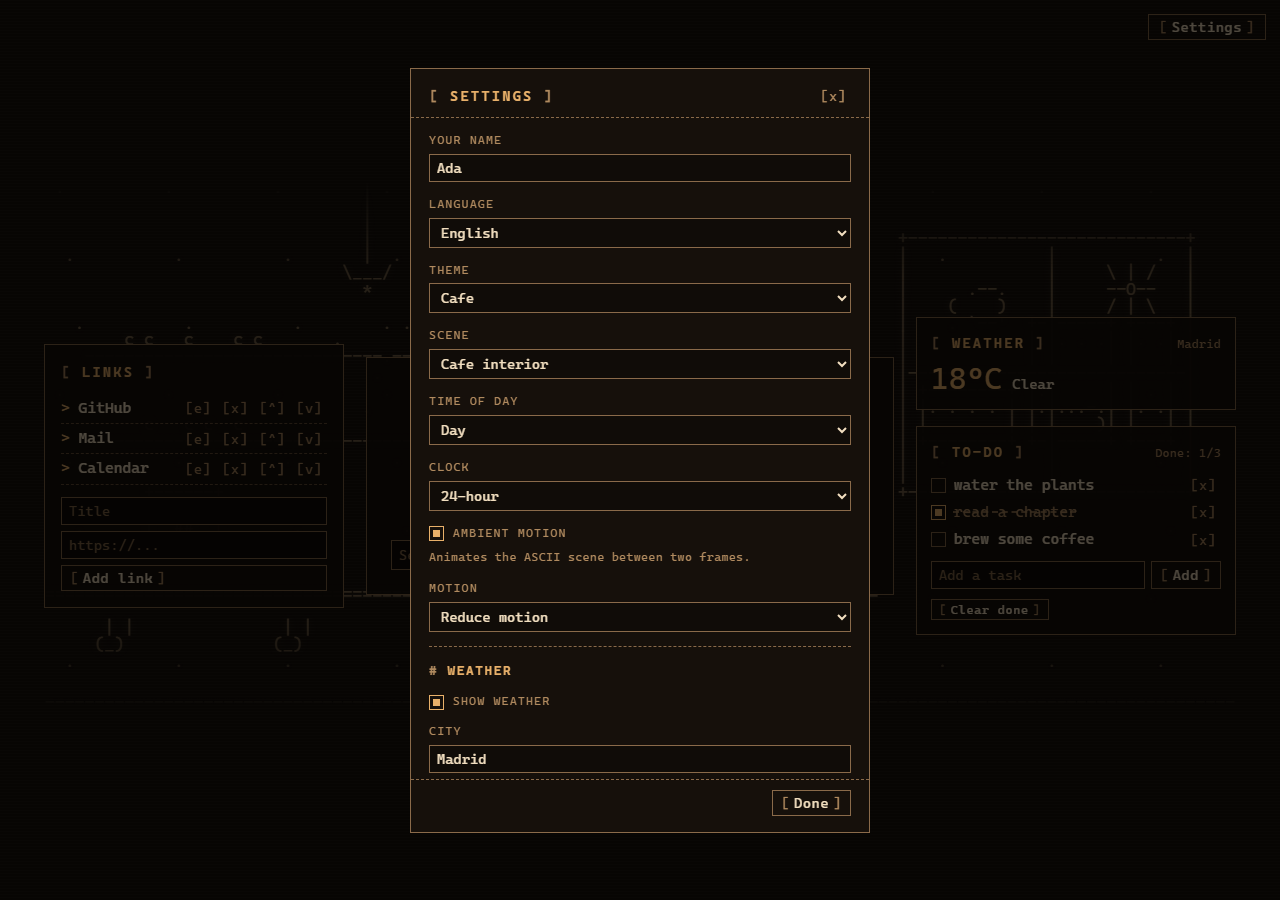 [ Settings ]
[ SETTINGS ]
[x]
YOUR NAME
Ada
LANGUAGE
English
THEME
Cafe
SCENE
Cafe interior
TIME OF DAY
Day
CLOCK
24-hour
AMBIENT MOTION
Animates the ASCII scene between two frames.
MOTION
Reduce motion
# WEATHER
SHOW WEATHER
CITY
Madrid
[ Done ]
[ LINKS ]
> GitHub [e] [x] [^] [v]
> Mail [e] [x] [^] [v]
> Calendar [e] [x] [^] [v]
Title
https://...
[ Add link ]
[ WEATHER ]
Madrid
18°C Clear
[ TO-DO ]
Done: 1/3
water the plants [x]
read a chapter [x]
brew some coffee [x]
Add a task
[ Add ]
[ Clear done ]